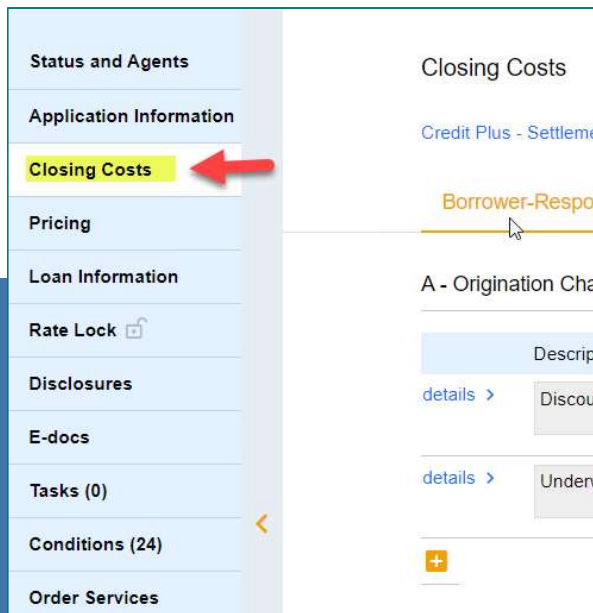 Status and Agents
Application Information
Closing Costs
Pricing
Loan Information
Rate Lock
Disclosures
E-docs
Tasks (0)
Conditions (24)
Order Services
Closing Costs
Credit Plus - Settleme
Borrower-Respo
A - Origination Cha
Descrip
details >
Discou
details >
Underw